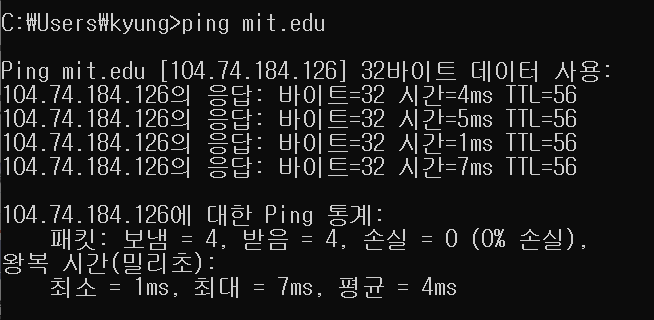 C:₩Users₩kyung>ping mit.edu
Ping mit.edu [104.74.184.126] 32바이트 데이터 사용:
104.74.184.126의 응답: 바이트=32 시간=4ms TTL=56
104.74.184.126의 응답: 바이트=32 시간=5ms TTL=56
104.74.184.126의 응답: 바이트=32 시간=1ms TTL=56
104.74.184.126의 응답: 바이트=32 시간=7ms TTL=56
104.74.184.126에 대한 Ping 통계:
패킷: 보냄 = 4, 받음 = 4, 손실 = 0 (0% 손실),
왕복 시간(밀리초):
최소 = 1ms, 최대 = 7ms, 평균 = 4ms